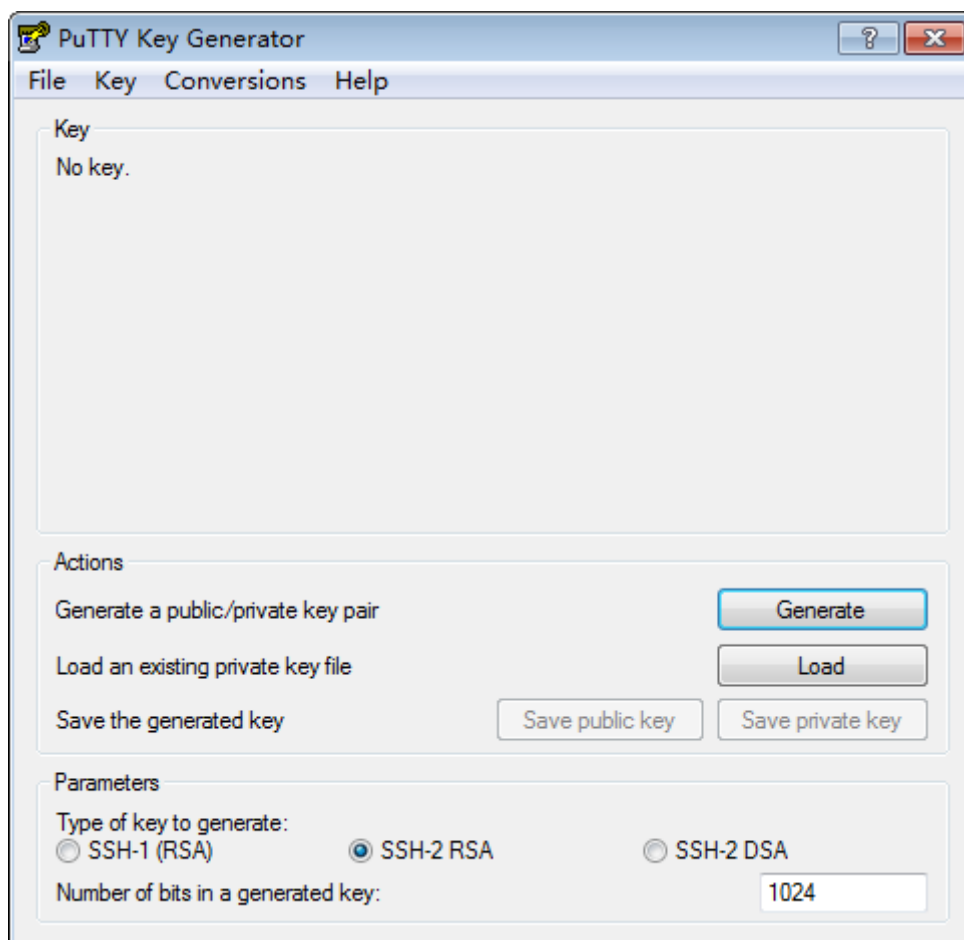 PuTTY Key Generator
File Key Conversions Help
Key
No key.
Actions
Generate a public/private key pair
Generate
Load an existing private key file
Load
Save the generated key
Save public key
Save private key
Parameters
Type of key to generate:
SSH-1 (RSA) SSH-2 RSA SSH-2 DSA
Number of bits in a generated key:
1024